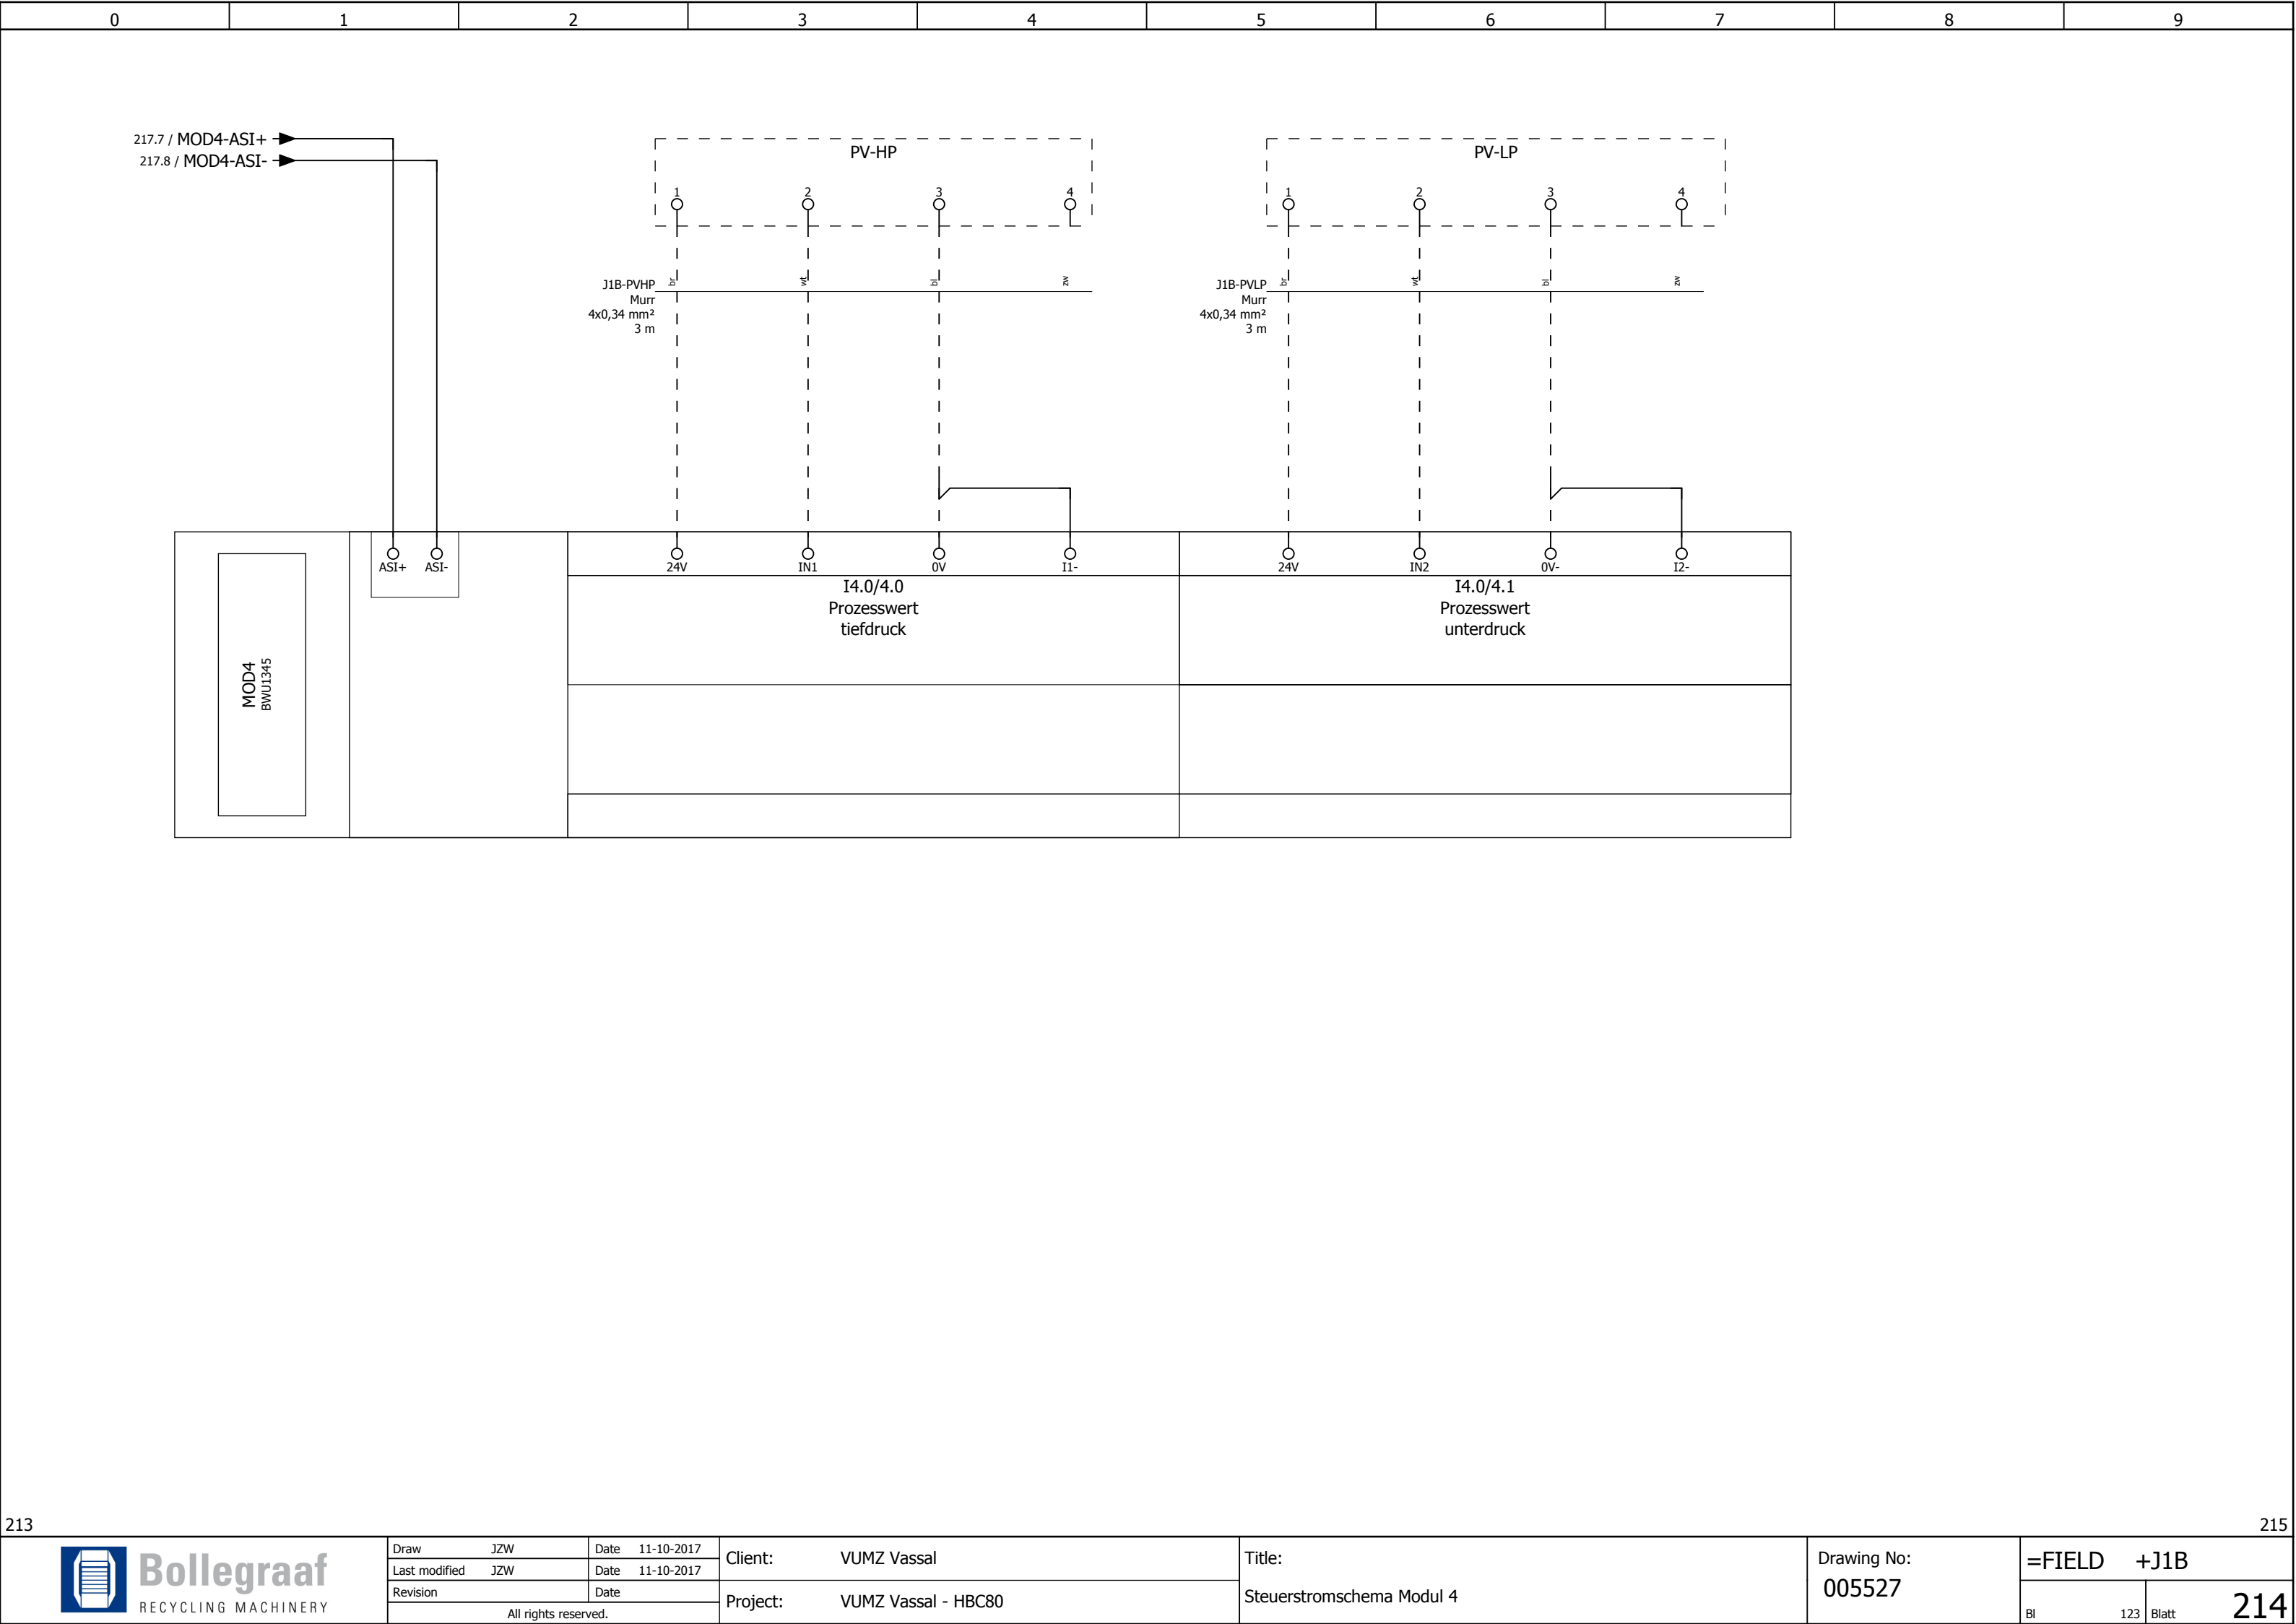 0 1 2 3 4 5 6 7 8 9
217.7 / MOD4-ASI+
217.8 / MOD4-ASI-
PV-HP
1 2 3 4
PV-LP
1 2 3 4
J1B-PVHP
Murr
4x0,34 mm²
3 m
br wt bl zw
J1B-PVLP
Murr
4x0,34 mm²
3 m
br wt bl zw
ASI+ ASI-
24V IN1 0V I1-
24V IN2 0V- I2-
I4.0/4.0
Prozesswert
tiefdruck
I4.0/4.1
Prozesswert
unterdruck
MOD4
BWU1345
213
215
Bollegraaf
RECYCLING MACHINERY
Draw JZW Date 11-10-2017
Last modified JZW Date 11-10-2017
Revision Date
All rights reserved.
Client: VUMZ Vassal
Project: VUMZ Vassal - HBC80
Title:
Steuerstromschema Modul 4
Drawing No:
005527
=FIELD +J1B
Bl 123 Blatt 214